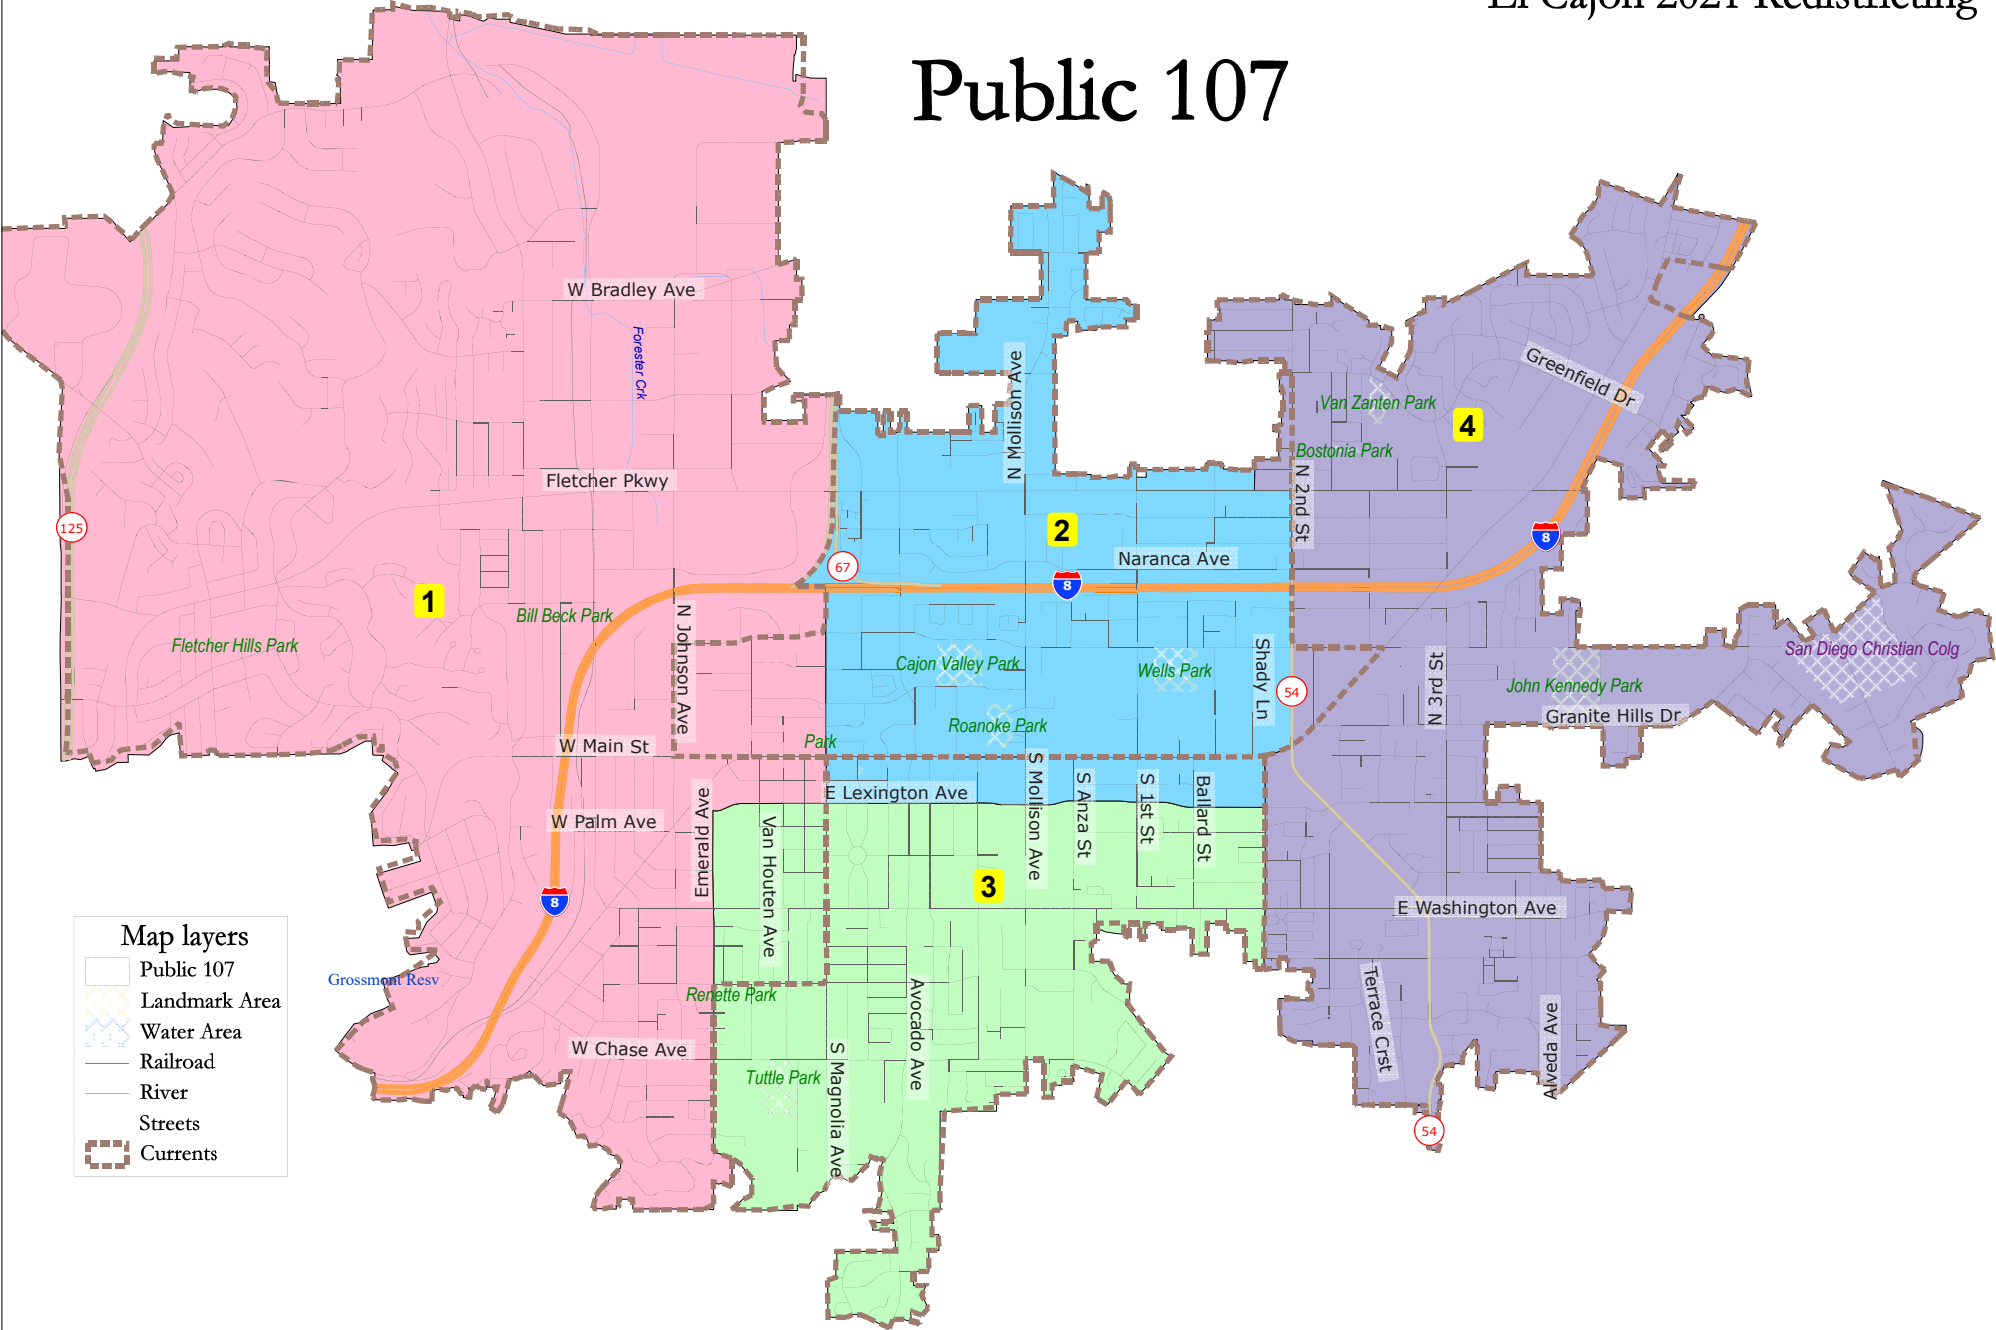 El Cajon 2021 Redistricting
Public 107
W Bradley Ave
Forester Crk
N Mollison Ave
Greenfield Dr
Van Zanten Park
4
Bostonia Park
Fletcher Pkwy
N 2nd St
125
2
8
Naranca Ave
67
8
1
Bill Beck Park
Fletcher Hills Park
N Johnson Ave
Cajon Valley Park
Wells Park
Shady Ln
San Diego Christian Colg
54
N 3rd St
John Kennedy Park
Granite Hills Dr
Roanoke Park
Park
W Main St
E Lexington Ave
S Mollison Ave
S Anza St
S 1st St
Ballard St
W Palm Ave
Emerald Ave
Van Houten Ave
3
8
E Washington Ave
Grossmont Resv
Renette Park
Avocado Ave
Terrace Crst
Alveda Ave
W Chase Ave
Tuttle Park
S Magnolia Ave
54
Map layers
Public 107
Landmark Area
Water Area
Railroad
River
Streets
Currents